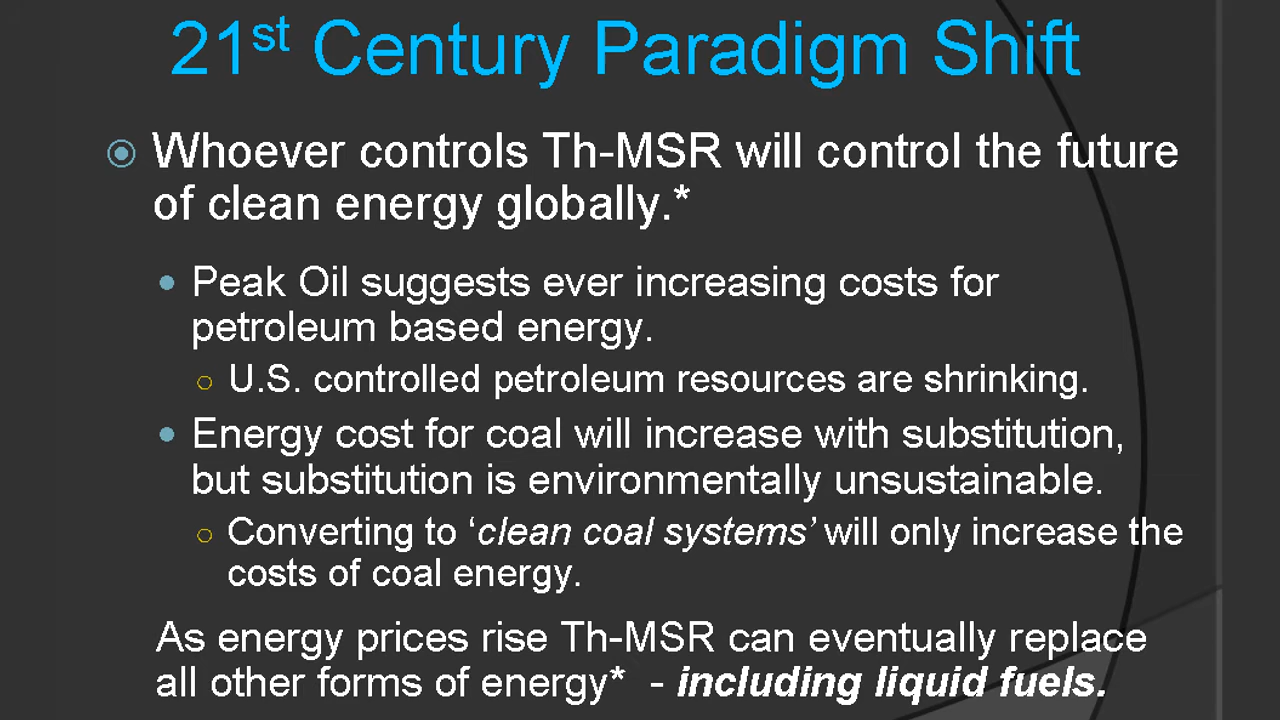 21st Century Paradigm Shift
Whoever controls Th-MSR will control the future
of clean energy globally.*
Peak Oil suggests ever increasing costs for
petroleum based energy.
U.S. controlled petroleum resources are shrinking.
Energy cost for coal will increase with substitution,
but substitution is environmentally unsustainable.
Converting to ‘clean coal systems’ will only increase the
costs of coal energy.
As energy prices rise Th-MSR can eventually replace
all other forms of energy* - including liquid fuels.